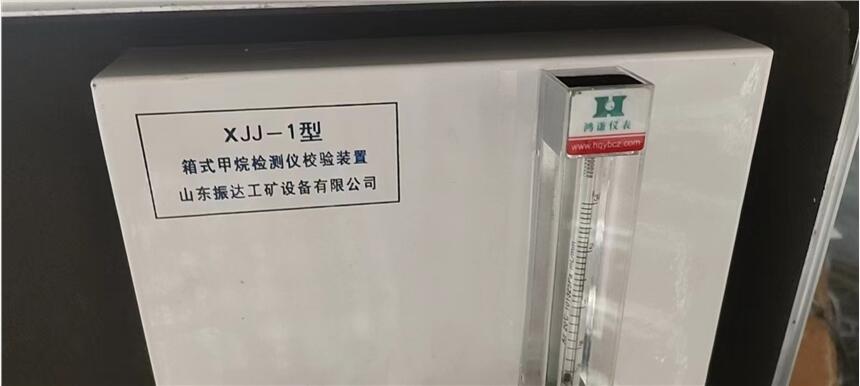 XJJ-1型
箱式甲烷检测仪校验装置
山东振达工矿设备有限公司
H
鸿谦仪表
www.hqybcz.com